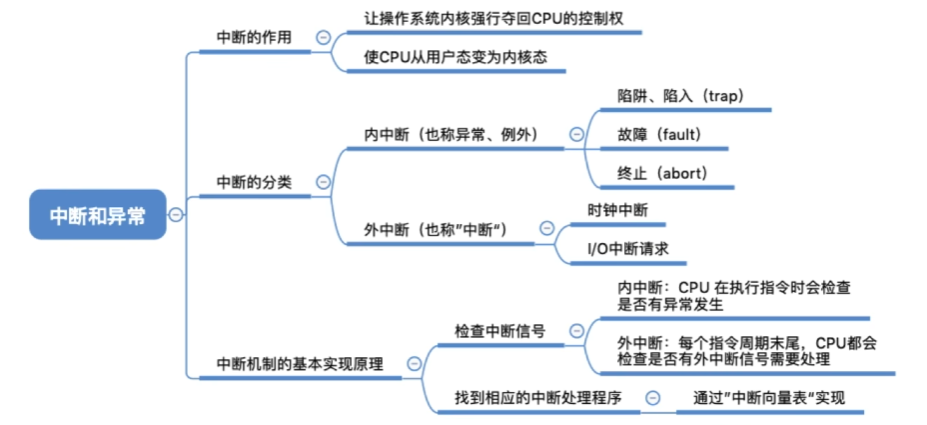 中断和异常
中断的作用
让操作系统内核强行夺回CPU的控制权
使CPU从用户态变为内核态
中断的分类
内中断（也称异常、例外）
陷阱、陷入（trap）
故障（fault）
终止（abort）
外中断（也称"中断“）
时钟中断
I/O中断请求
中断机制的基本实现原理
检查中断信号
内中断：CPU 在执行指令时会检查
是否有异常发生
外中断：每个指令周期末尾，CPU都会
检查是否有外中断信号需要处理
找到相应的中断处理程序
通过"中断向量表“实现